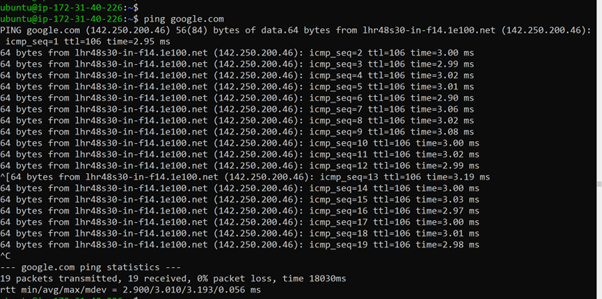 ubuntu@ip-172-31-40-226:~$
ubuntu@ip-172-31-40-226:~$ ping google.com
PING google.com (142.250.200.46) 56(84) bytes of data.64 bytes from lhr48s30-in-f14.1e100.net (142.250.200.46):
icmp_seq=1 ttl=106 time=2.95 ms
64 bytes from lhr48s30-in-f14.1e100.net (142.250.200.46): icmp_seq=2 ttl=106 time=3.00 ms
64 bytes from lhr48s30-in-f14.1e100.net (142.250.200.46): icmp_seq=3 ttl=106 time=2.99 ms
64 bytes from lhr48s30-in-f14.1e100.net (142.250.200.46): icmp_seq=4 ttl=106 time=3.02 ms
64 bytes from lhr48s30-in-f14.1e100.net (142.250.200.46): icmp_seq=5 ttl=106 time=3.01 ms
64 bytes from lhr48s30-in-f14.1e100.net (142.250.200.46): icmp_seq=6 ttl=106 time=2.90 ms
64 bytes from lhr48s30-in-f14.1e100.net (142.250.200.46): icmp_seq=7 ttl=106 time=3.06 ms
64 bytes from lhr48s30-in-f14.1e100.net (142.250.200.46): icmp_seq=8 ttl=106 time=3.02 ms
64 bytes from lhr48s30-in-f14.1e100.net (142.250.200.46): icmp_seq=9 ttl=106 time=3.08 ms
64 bytes from lhr48s30-in-f14.1e100.net (142.250.200.46): icmp_seq=10 ttl=106 time=3.00 ms
64 bytes from lhr48s30-in-f14.1e100.net (142.250.200.46): icmp_seq=11 ttl=106 time=3.02 ms
64 bytes from lhr48s30-in-f14.1e100.net (142.250.200.46): icmp_seq=12 ttl=106 time=2.99 ms
^[64 bytes from lhr48s30-in-f14.1e100.net (142.250.200.46): icmp_seq=13 ttl=106 time=3.19 ms
64 bytes from lhr48s30-in-f14.1e100.net (142.250.200.46): icmp_seq=14 ttl=106 time=3.00 ms
64 bytes from lhr48s30-in-f14.1e100.net (142.250.200.46): icmp_seq=15 ttl=106 time=3.03 ms
64 bytes from lhr48s30-in-f14.1e100.net (142.250.200.46): icmp_seq=16 ttl=106 time=2.97 ms
64 bytes from lhr48s30-in-f14.1e100.net (142.250.200.46): icmp_seq=17 ttl=106 time=3.00 ms
64 bytes from lhr48s30-in-f14.1e100.net (142.250.200.46): icmp_seq=18 ttl=106 time=3.01 ms
64 bytes from lhr48s30-in-f14.1e100.net (142.250.200.46): icmp_seq=19 ttl=106 time=2.98 ms
^C
--- google.com ping statistics ---
19 packets transmitted, 19 received, 0% packet loss, time 18030ms
rtt min/avg/max/mdev = 2.900/3.010/3.193/0.056 ms